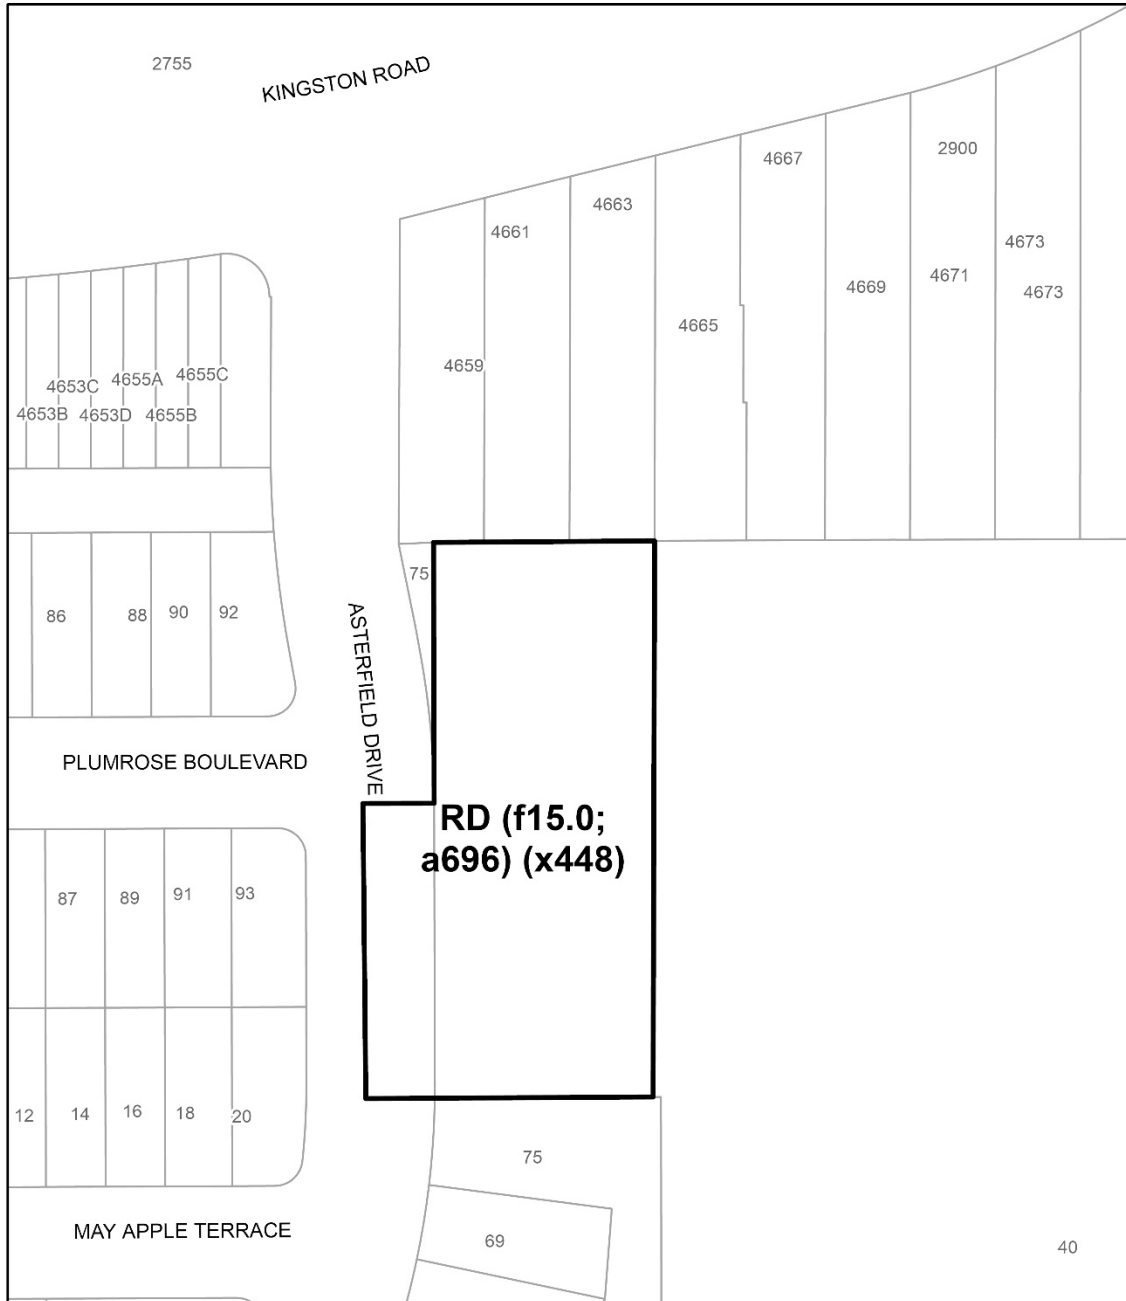 2755
KINGSTON ROAD
4667
2900
4663
4661
4673
4671
4669
4673
4665
4659
4653C
4655A
4655C
4653B
4653D
4655B
75
86
88
90
92
ASTERFIELD DRIVE
PLUMROSE BOULEVARD
RD (f15.0;
a696) (x448)
87
89
91
93
12
14
16
18
20
75
MAY APPLE TERRACE
69
40